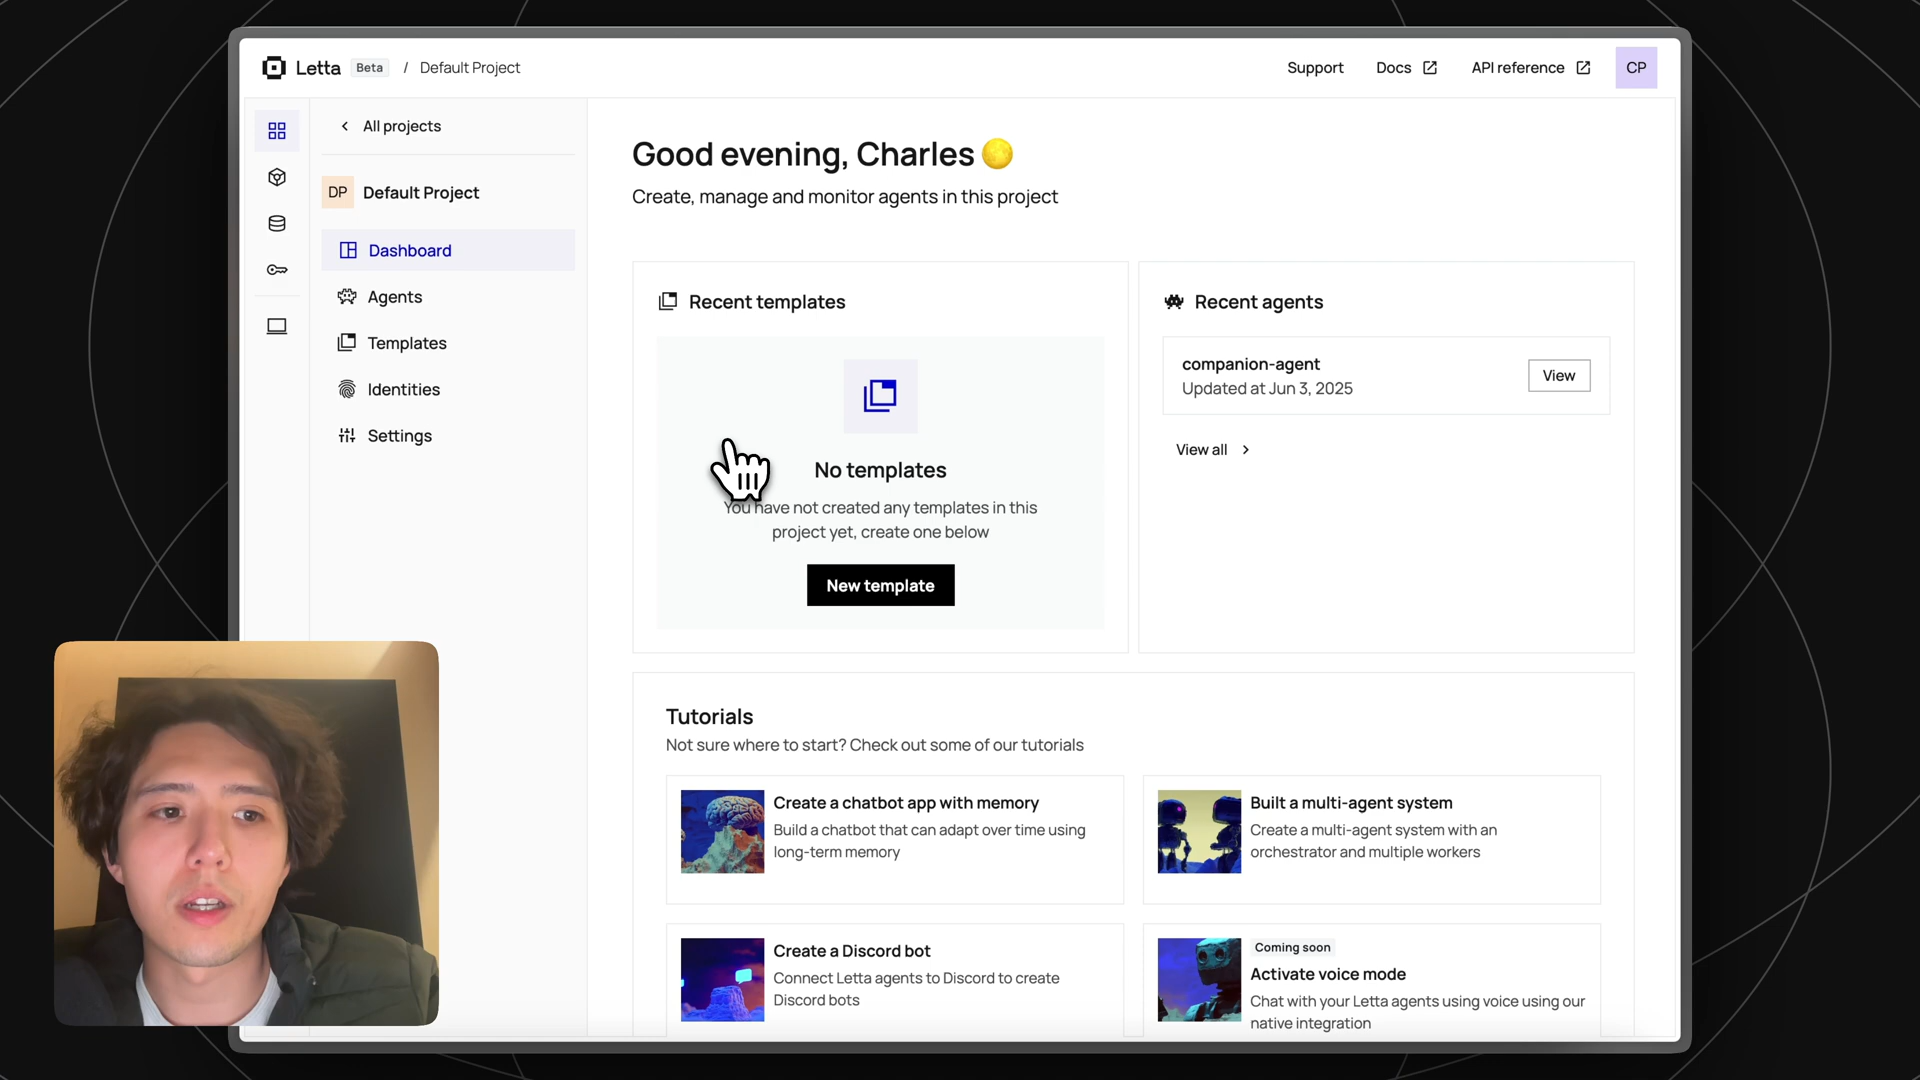 Letta Beta / Default Project
Support Docs API reference CP
All projects
DP Default Project
Dashboard
Agents
Templates
Identities
Settings
Good evening, Charles
Create, manage and monitor agents in this project
Recent templates
No templates
You have not created any templates in this
project yet, create one below
New template
Recent agents
companion-agent
Updated at Jun 3, 2025
View
View all
Tutorials
Not sure where to start? Check out some of our tutorials
Create a chatbot app with memory
Build a chatbot that can adapt over time using
long-term memory
Built a multi-agent system
Create a multi-agent system with an
orchestrator and multiple workers
Create a Discord bot
Connect Letta agents to Discord to create
Discord bots
Coming soon
Activate voice mode
Chat with your Letta agents using voice using our
native integration